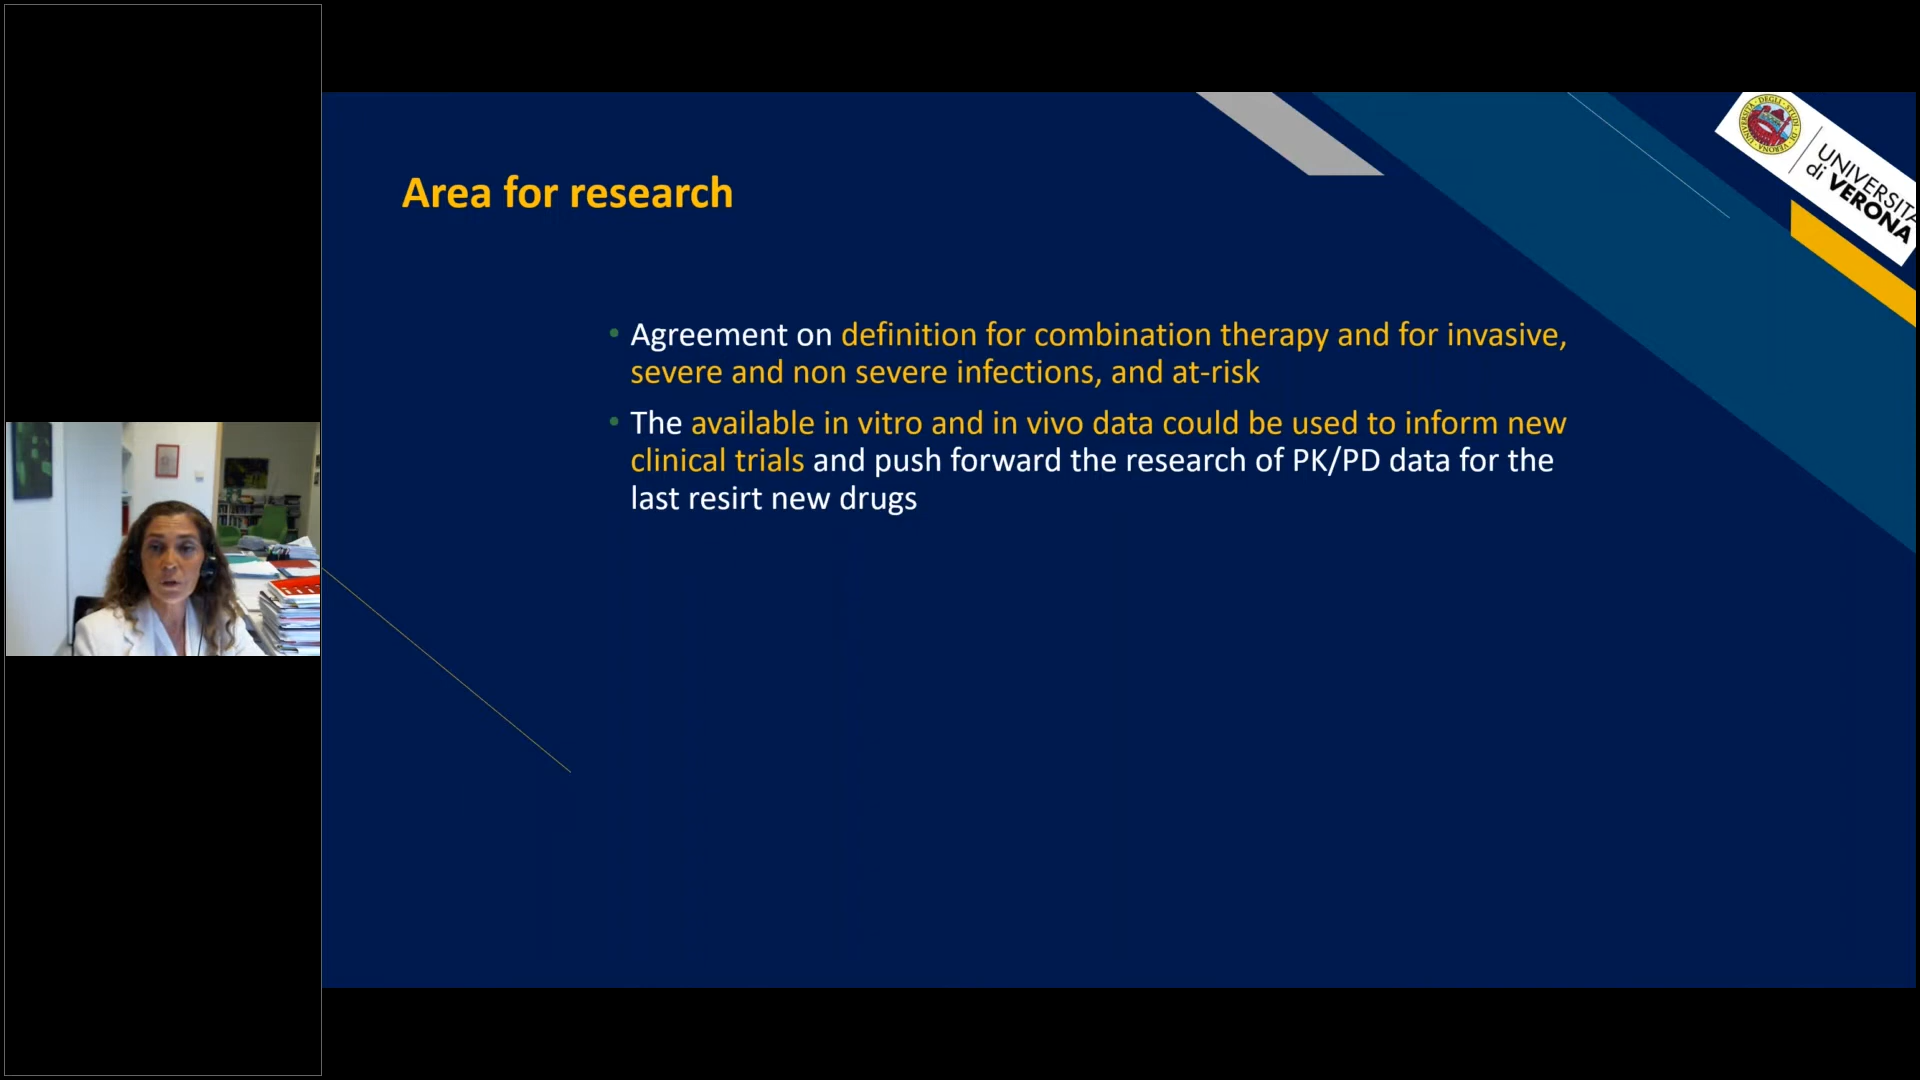 Area for research
• Agreement on definition for combination therapy and for invasive,
severe and non severe infections, and at-risk
• The available in vitro and in vivo data could be used to inform new
clinical trials and push forward the research of PK/PD data for the
last resirt new drugs
UNIVERSITÀ
di VERONA